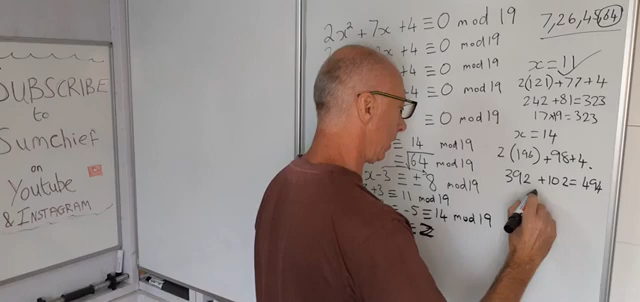 SUBSCRIBE
to
Sumchief
on
Youtube
& INSTAGRAM
2x² + 7x + 4 ≡ 0 mod 19
x + 4 ≡ 0 mod 19
≡ 0 mod 19
≡ 0 mod 19
≡ 0 mod 19
≡ 14 mod 19
≡ √64 mod 19
x - 3 ≡ ± 8 mod 19
+ 3 ≡ 11 mod 19
-5 ≡ 14 mod 19
≡ 2
7, 26, 45, 64
x = 11 ✓
2(121) + 77 + 4
242 + 81 = 323
17 × 19 = 323
x = 14
2(196) + 98 + 4
392 + 102 = 494